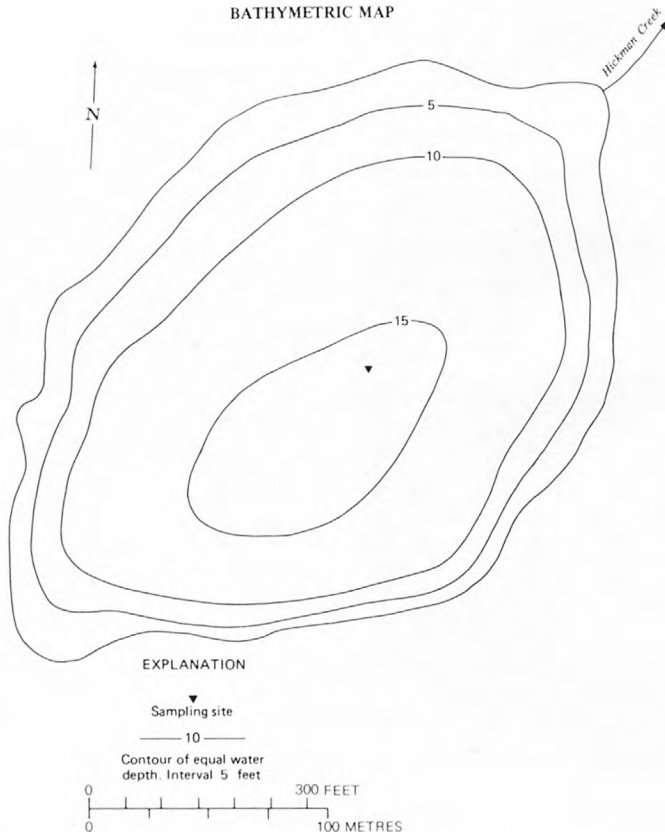 BATHYMETRIC MAP
Hickman Creek
N
5
10
15
EXPLANATION
Sampling site
10
Contour of equal water
depth. Interval 5 feet
0 300 FEET
0 100 METRES